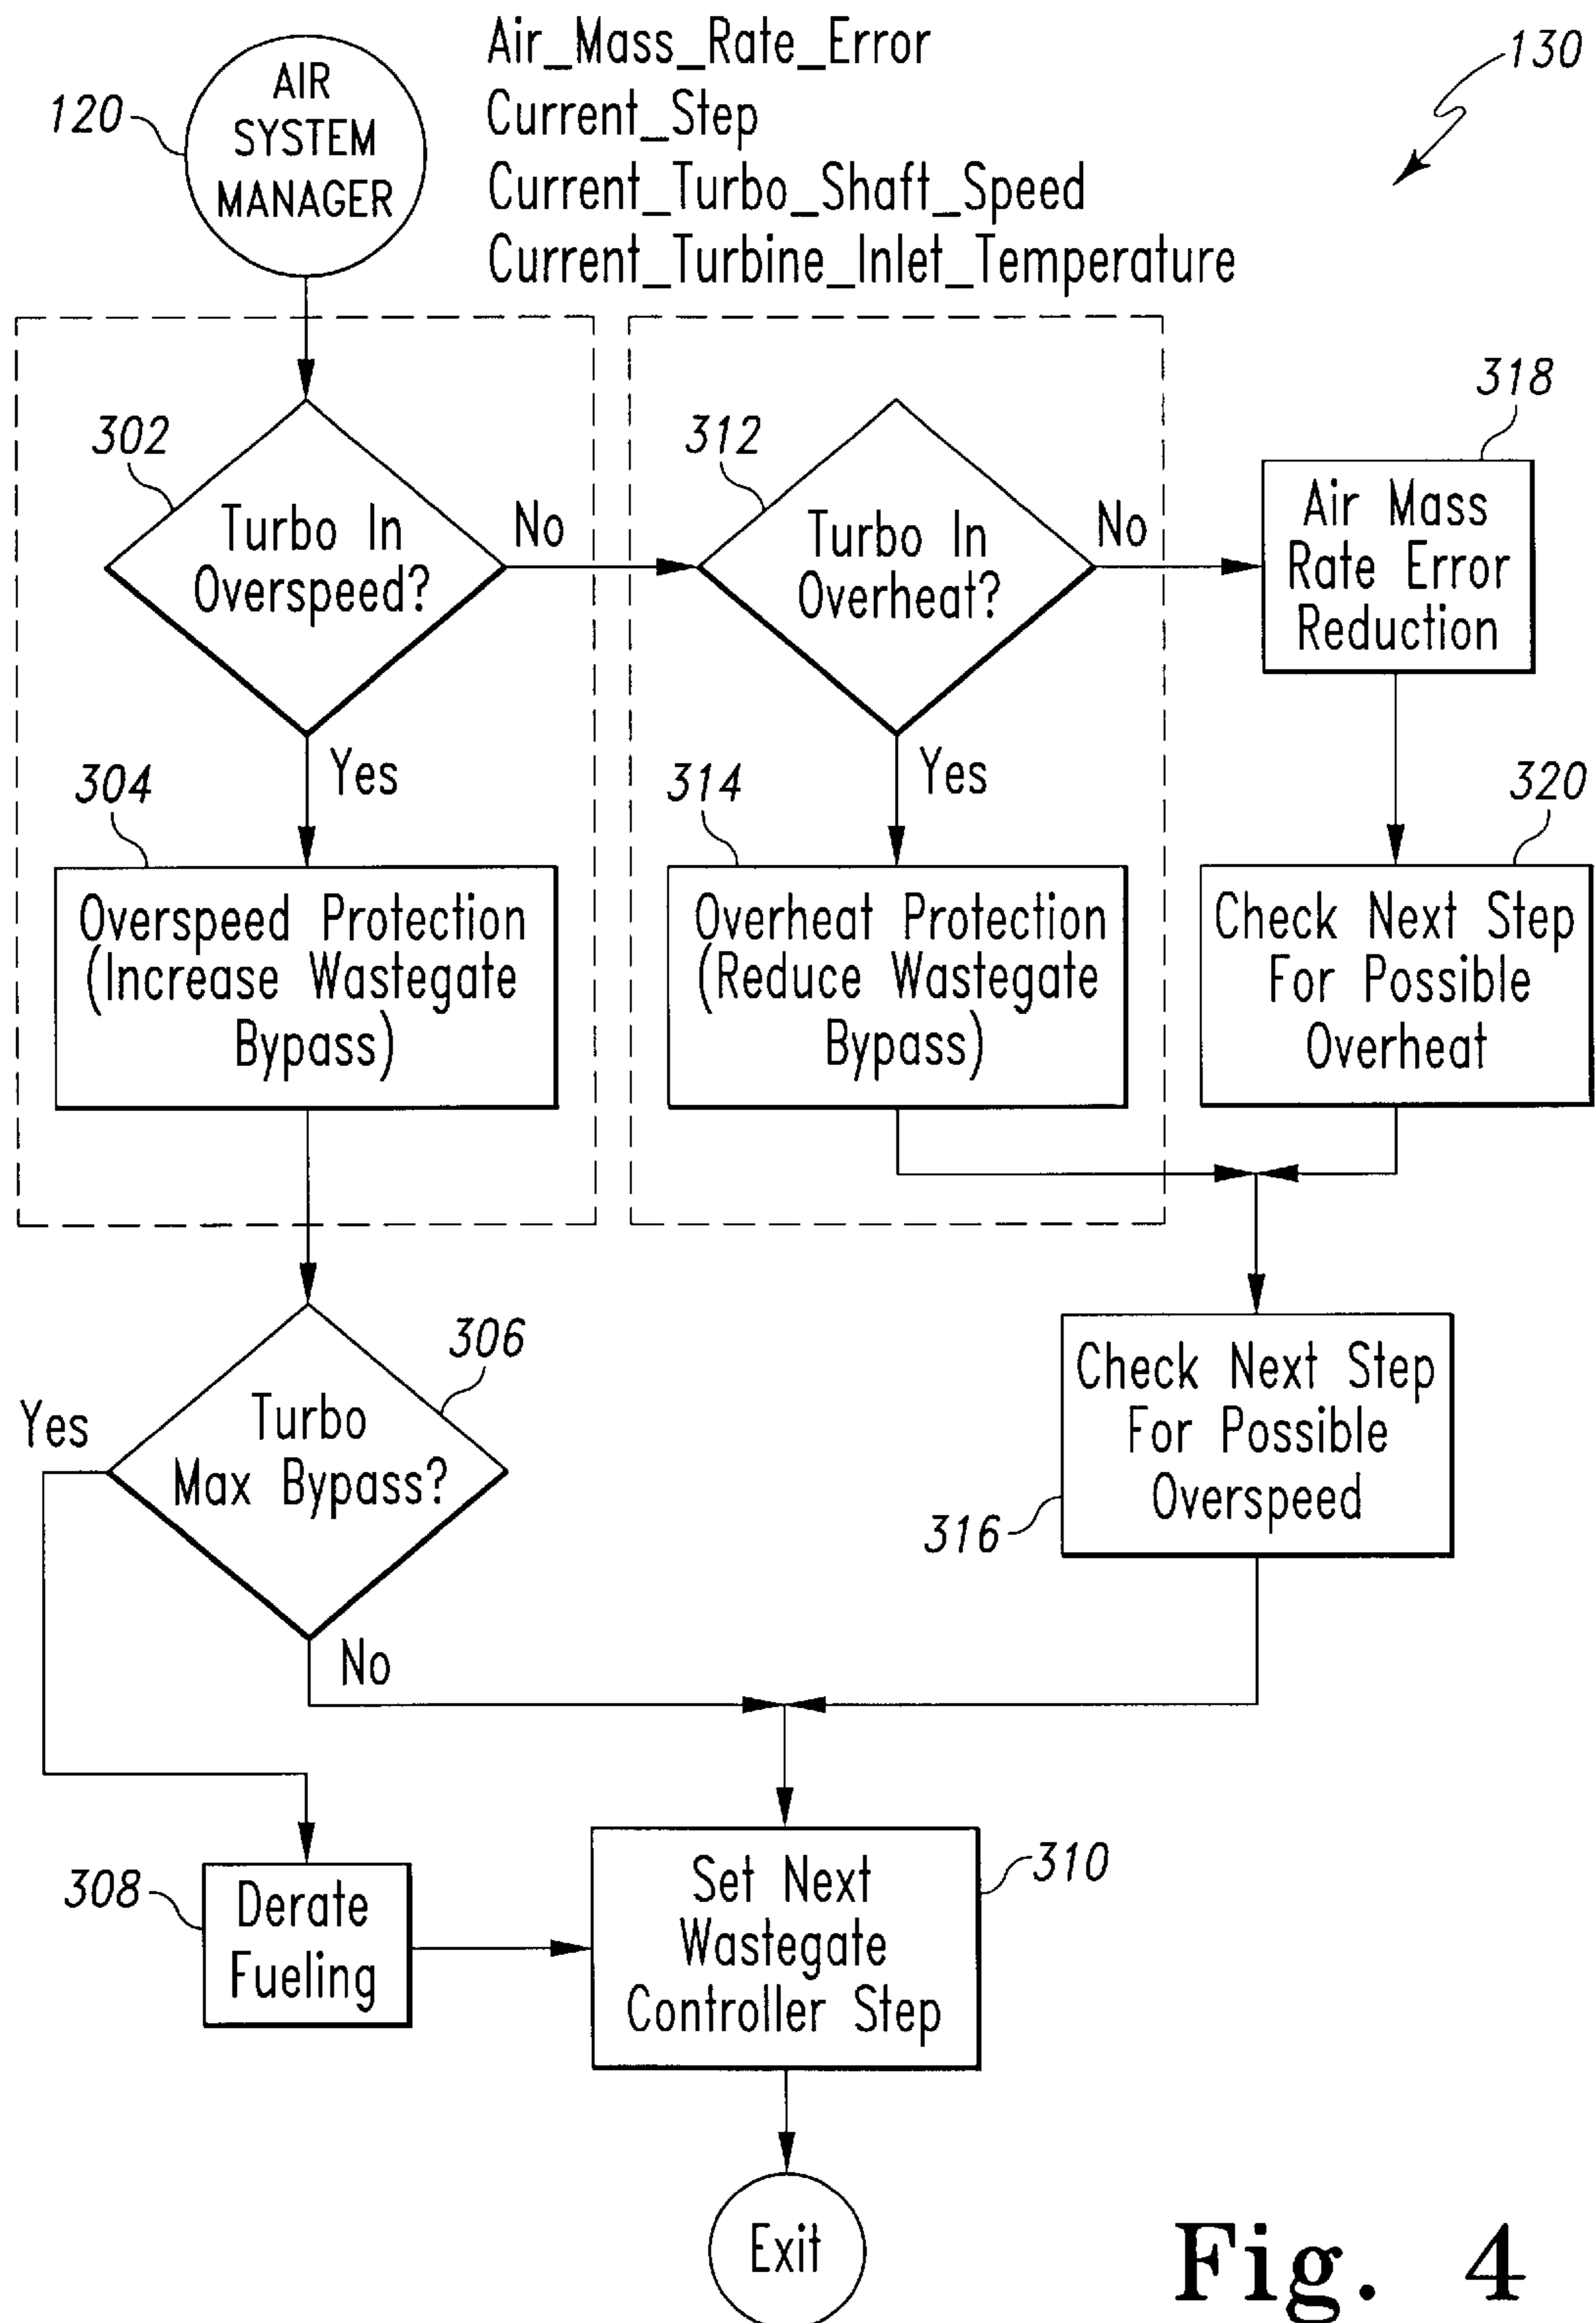 Air_Mass_Rate_Error
Current_Step
Current_Turbo_Shaft_Speed
Current_Turbine_Inlet_Temperature
130
120
AIR
SYSTEM
MANAGER
302
Turbo In
Overspeed?
No
Yes
312
Turbo In
Overheat?
No
Yes
318
Air Mass
Rate Error
Reduction
304
Overspeed Protection
(Increase Wastegate
Bypass)
314
Overheat Protection
(Reduce Wastegate
Bypass)
320
Check Next Step
For Possible
Overheat
306
Turbo
Max Bypass?
Yes
No
316
Check Next Step
For Possible
Overspeed
308
Derate
Fueling
310
Set Next
Wastegate
Controller Step
Exit
Fig. 4